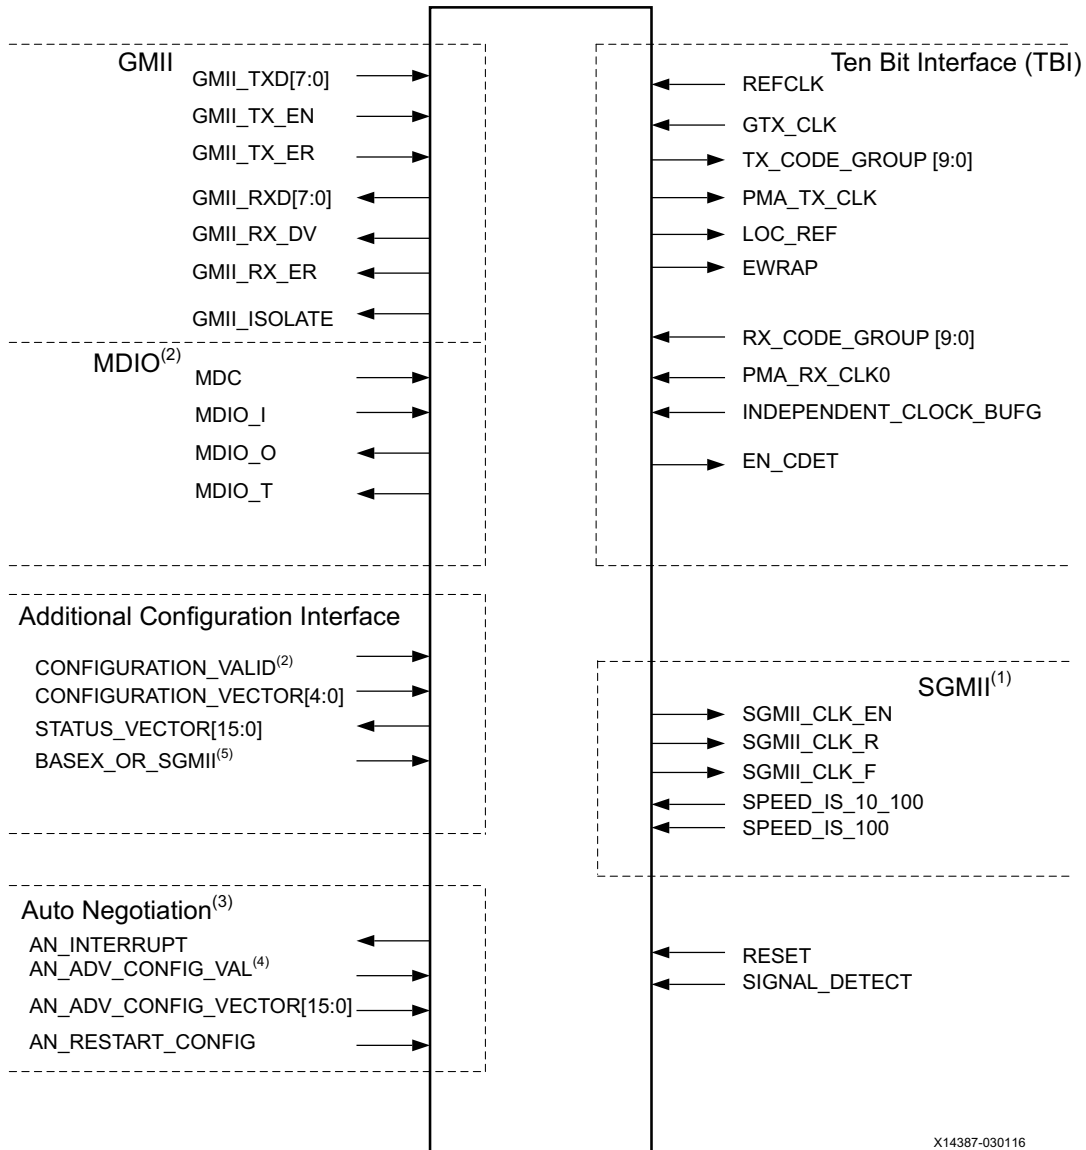 GMII
GMII_TXD[7:0]
GMII_TX_EN
GMII_TX_ER
GMII_RXD[7:0]
GMII_RX_DV
GMII_RX_ER
GMII_ISOLATE
MDIO(2)
MDC
MDIO_I
MDIO_O
MDIO_T
Additional Configuration Interface
CONFIGURATION_VALID(2)
CONFIGURATION_VECTOR[4:0]
STATUS_VECTOR[15:0]
BASEX_OR_SGMII(5)
Auto Negotiation(3)
AN_INTERRUPT
AN_ADV_CONFIG_VAL(4)
AN_ADV_CONFIG_VECTOR[15:0]
AN_RESTART_CONFIG
Ten Bit Interface (TBI)
REFCLK
GTX_CLK
TX_CODE_GROUP [9:0]
PMA_TX_CLK
LOC_REF
EWRAP
RX_CODE_GROUP [9:0]
PMA_RX_CLK0
INDEPENDENT_CLOCK_BUFG
EN_CDET
SGMII(1)
SGMII_CLK_EN
SGMII_CLK_R
SGMII_CLK_F
SPEED_IS_10_100
SPEED_IS_100
RESET
SIGNAL_DETECT
X14387-030116